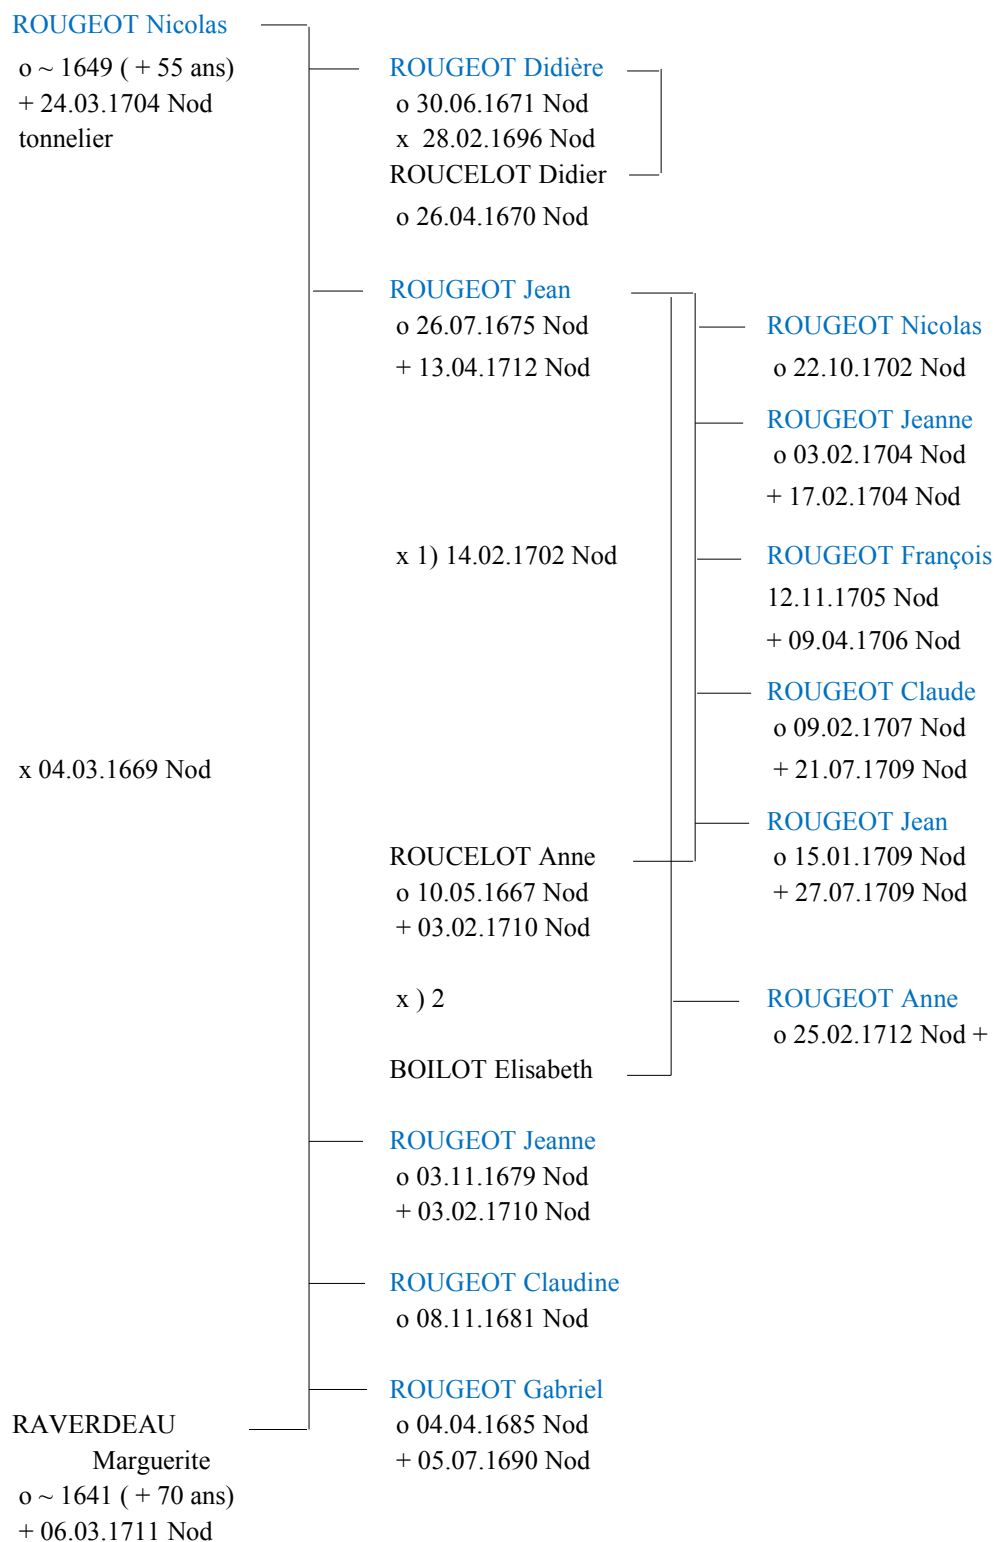 ROUGEOT Nicolas
o ~ 1649 ( + 55 ans)
+ 24.03.1704 Nod
tonnelier
x 04.03.1669 Nod
RAVERDEAU
Marguerite
o ~ 1641 ( + 70 ans)
+ 06.03.1711 Nod
ROUGEOT Didière
o 30.06.1671 Nod
x 28.02.1696 Nod
ROUCELOT Didier
o 26.04.1670 Nod
ROUGEOT Jean
o 26.07.1675 Nod
+ 13.04.1712 Nod
x 1) 14.02.1702 Nod
ROUCELOT Anne
o 10.05.1667 Nod
+ 03.02.1710 Nod
x ) 2
BOILOT Elisabeth
ROUGEOT Jeanne
o 03.11.1679 Nod
+ 03.02.1710 Nod
ROUGEOT Claudine
o 08.11.1681 Nod
ROUGEOT Gabriel
o 04.04.1685 Nod
+ 05.07.1690 Nod
ROUGEOT Nicolas
o 22.10.1702 Nod
ROUGEOT Jeanne
o 03.02.1704 Nod
+ 17.02.1704 Nod
ROUGEOT François
12.11.1705 Nod
+ 09.04.1706 Nod
ROUGEOT Claude
o 09.02.1707 Nod
+ 21.07.1709 Nod
ROUGEOT Jean
o 15.01.1709 Nod
+ 27.07.1709 Nod
ROUGEOT Anne
o 25.02.1712 Nod +